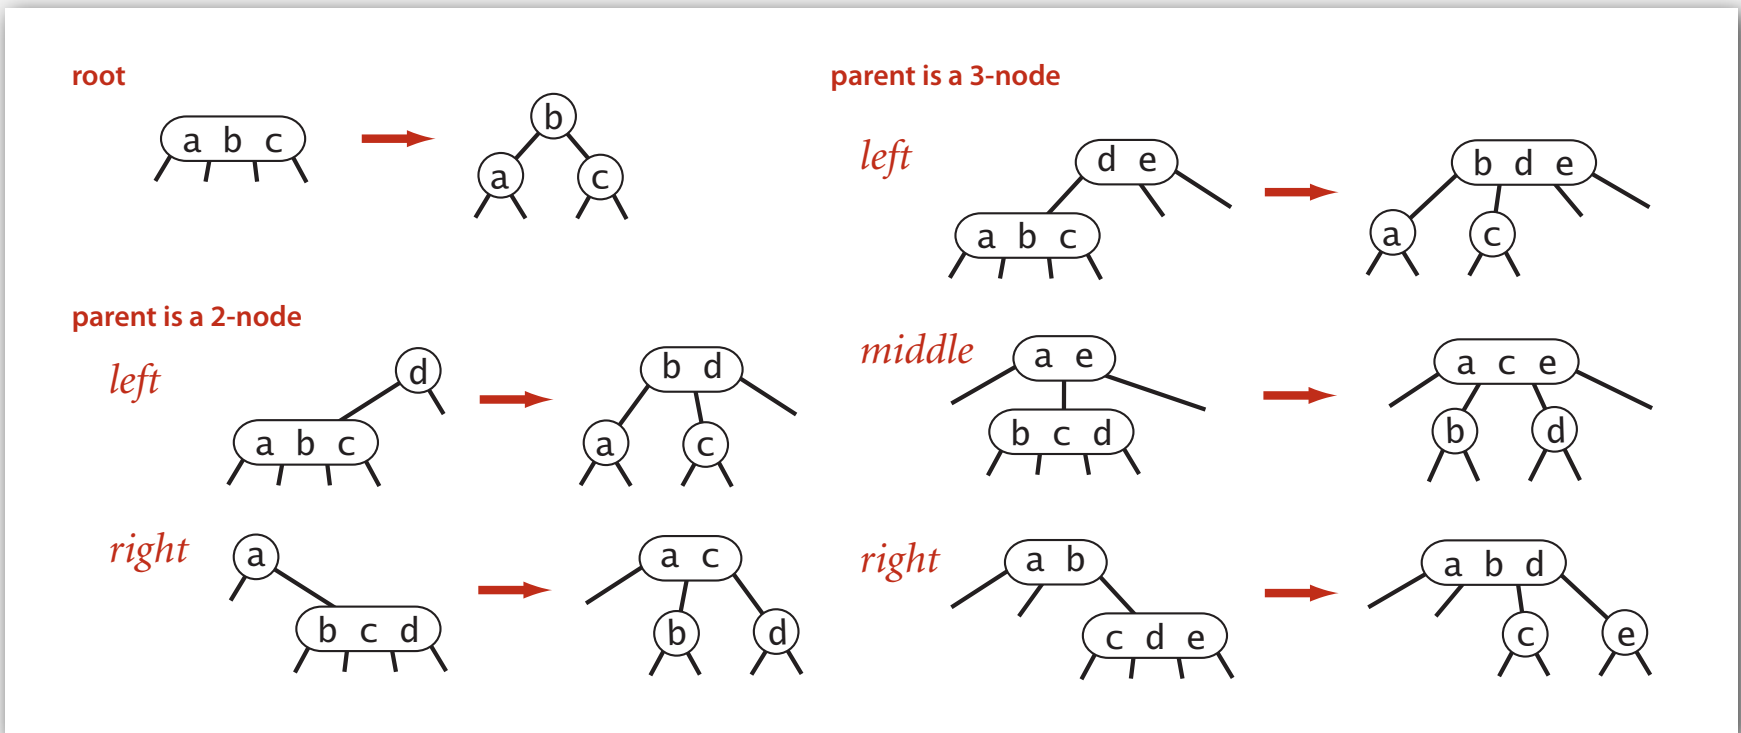 root
a b c
b
a
c
parent is a 2-node
left
d
a b c
b d
a
c
right
a
b c d
a c
b
d
parent is a 3-node
left
d e
a b c
b d e
a
c
middle
a e
b c d
a c e
b
d
right
a b
c d e
a b d
c
e